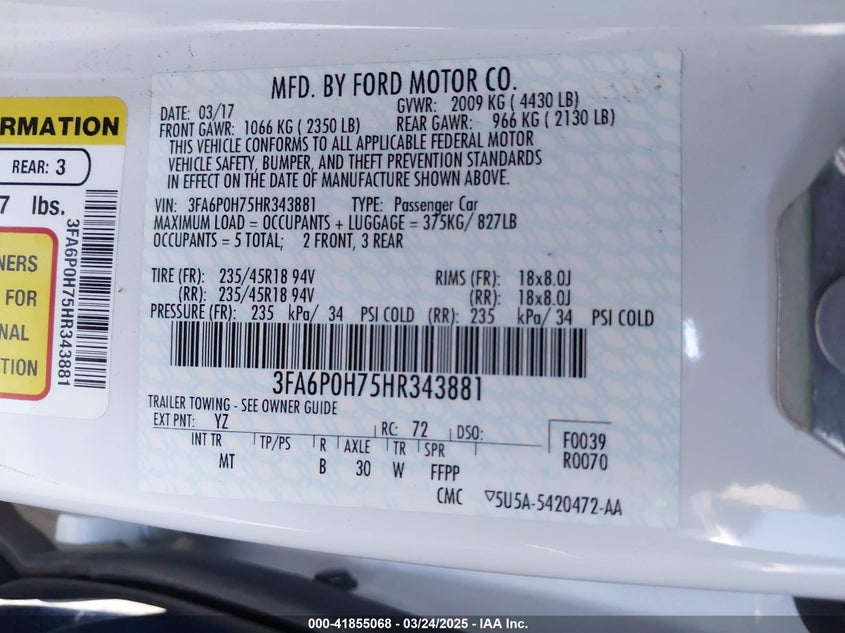 RMATION
REAR: 3
7 lbs.
NERS
FOR
NAL
TION
3FA6P0H75HR343881
MFD. BY FORD MOTOR CO.
DATE: 03/17 GVWR: 2009 KG ( 4430 LB)
FRONT GAWR: 1066 KG ( 2350 LB) REAR GAWR: 966 KG ( 2130 LB)
THIS VEHICLE CONFORMS TO ALL APPLICABLE FEDERAL MOTOR
VEHICLE SAFETY, BUMPER, AND THEFT PREVENTION STANDARDS
IN EFFECT ON THE DATE OF MANUFACTURE SHOWN ABOVE.
VIN: 3FA6P0H75HR343881 TYPE: Passenger Car
MAXIMUM LOAD = OCCUPANTS + LUGGAGE = 375KG/ 827LB
OCCUPANTS = 5 TOTAL; 2 FRONT, 3 REAR
TIRE (FR): 235/45R18 94V RIMS (FR): 18x8.0J
(RR): 235/45R18 94V (RR): 18x8.0J
PRESSURE (FR): 235 kPa/ 34 PSI COLD (RR): 235 kPa/ 34 PSI COLD
3FA6P0H75HR343881
TRAILER TOWING - SEE OWNER GUIDE
EXT PNT: YZ RC: 72 DSO: F0039
INT TR TP/PS R AXLE TR SPR R0070
MT B 30 W FFPP
CMC ▽5U5A-5420472-AA
000-41855068 - 03/24/2025 - IAA Inc.